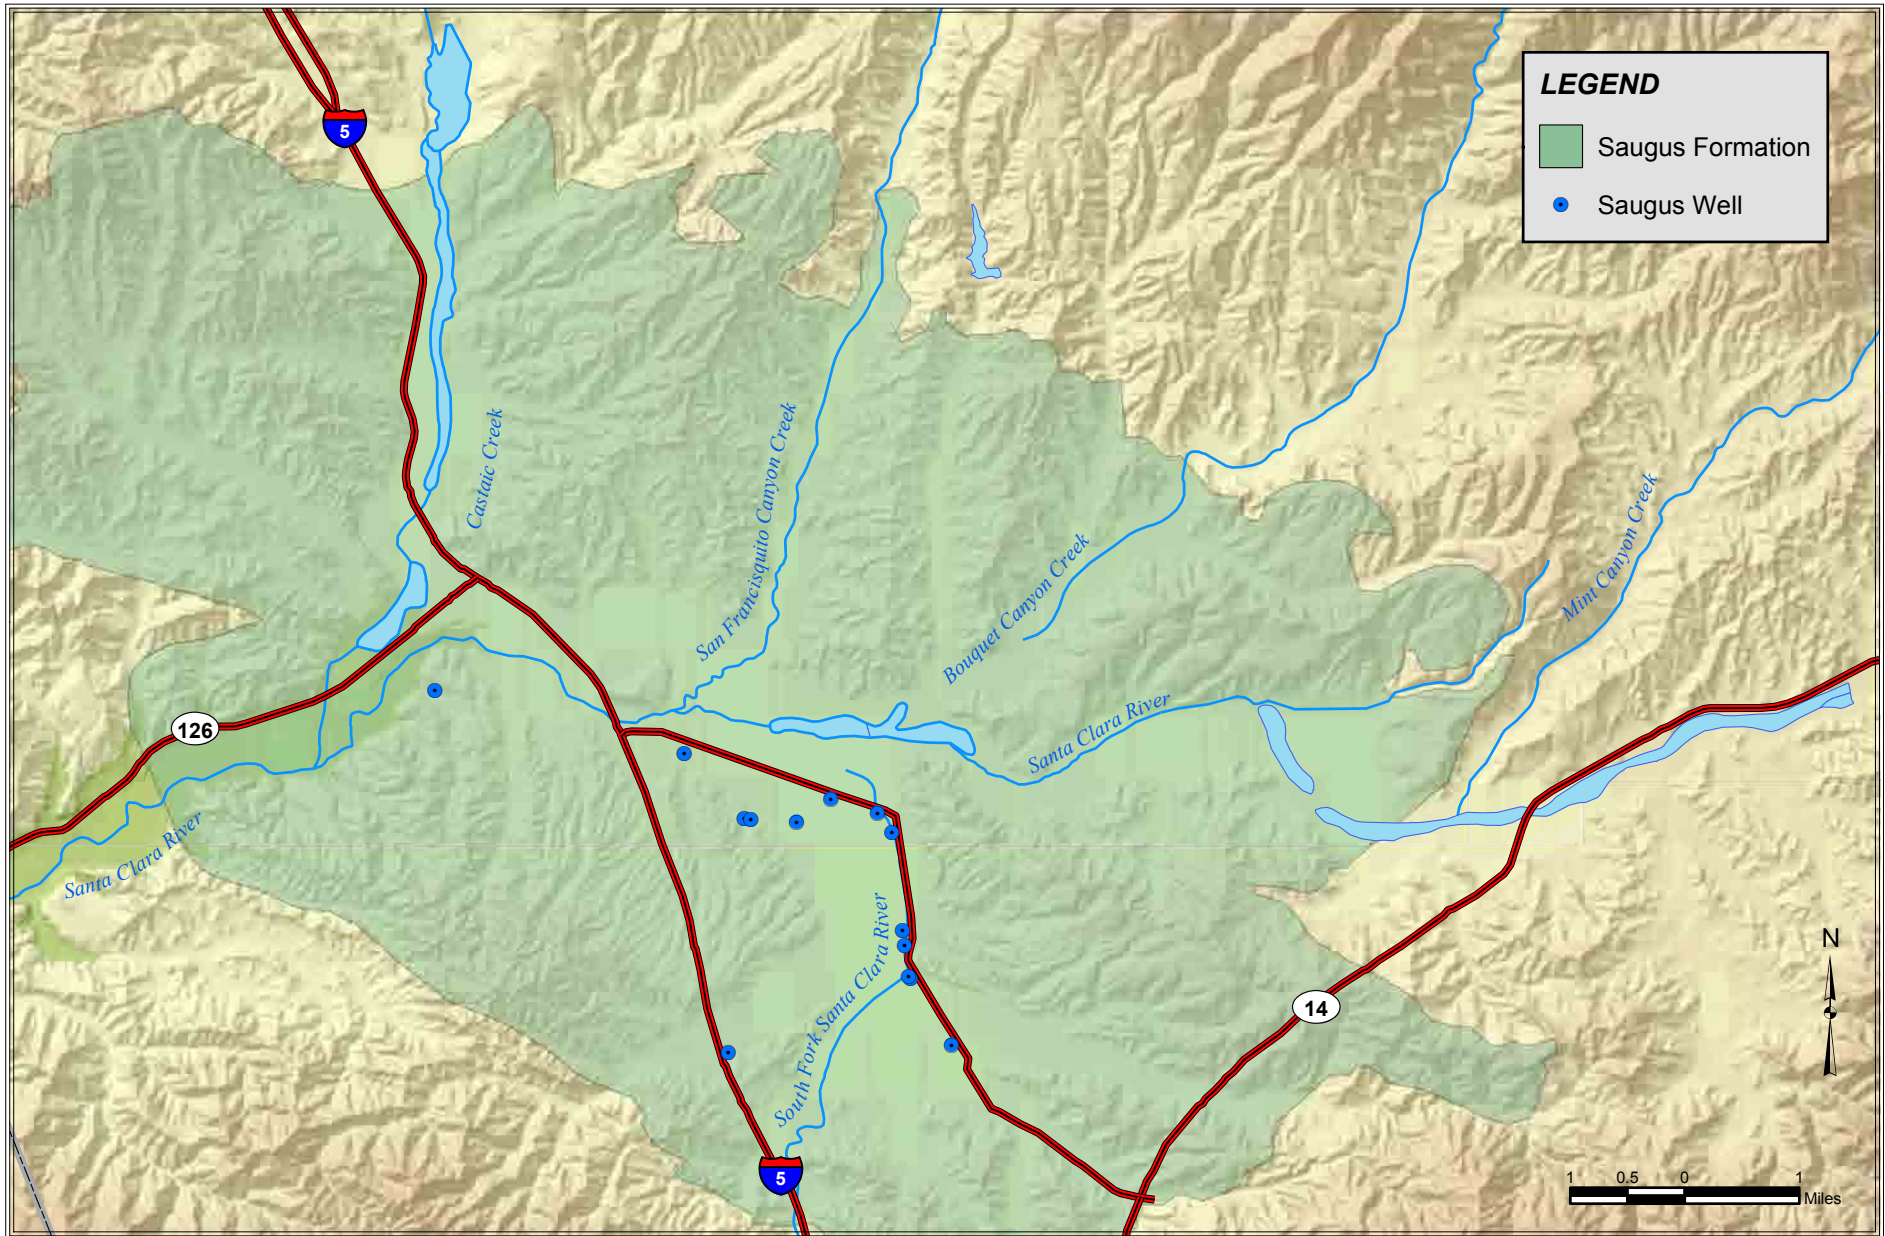 LEGEND
Saugus Formation
Saugus Well
5
Castaic Creek
San Francisquito Canyon Creek
Bouquet Canyon Creek
Mint Canyon Creek
126
Santa Clara River
Santa Clara River
South Fork Santa Clara River
N
14
5
1 0.5 0 1
Miles